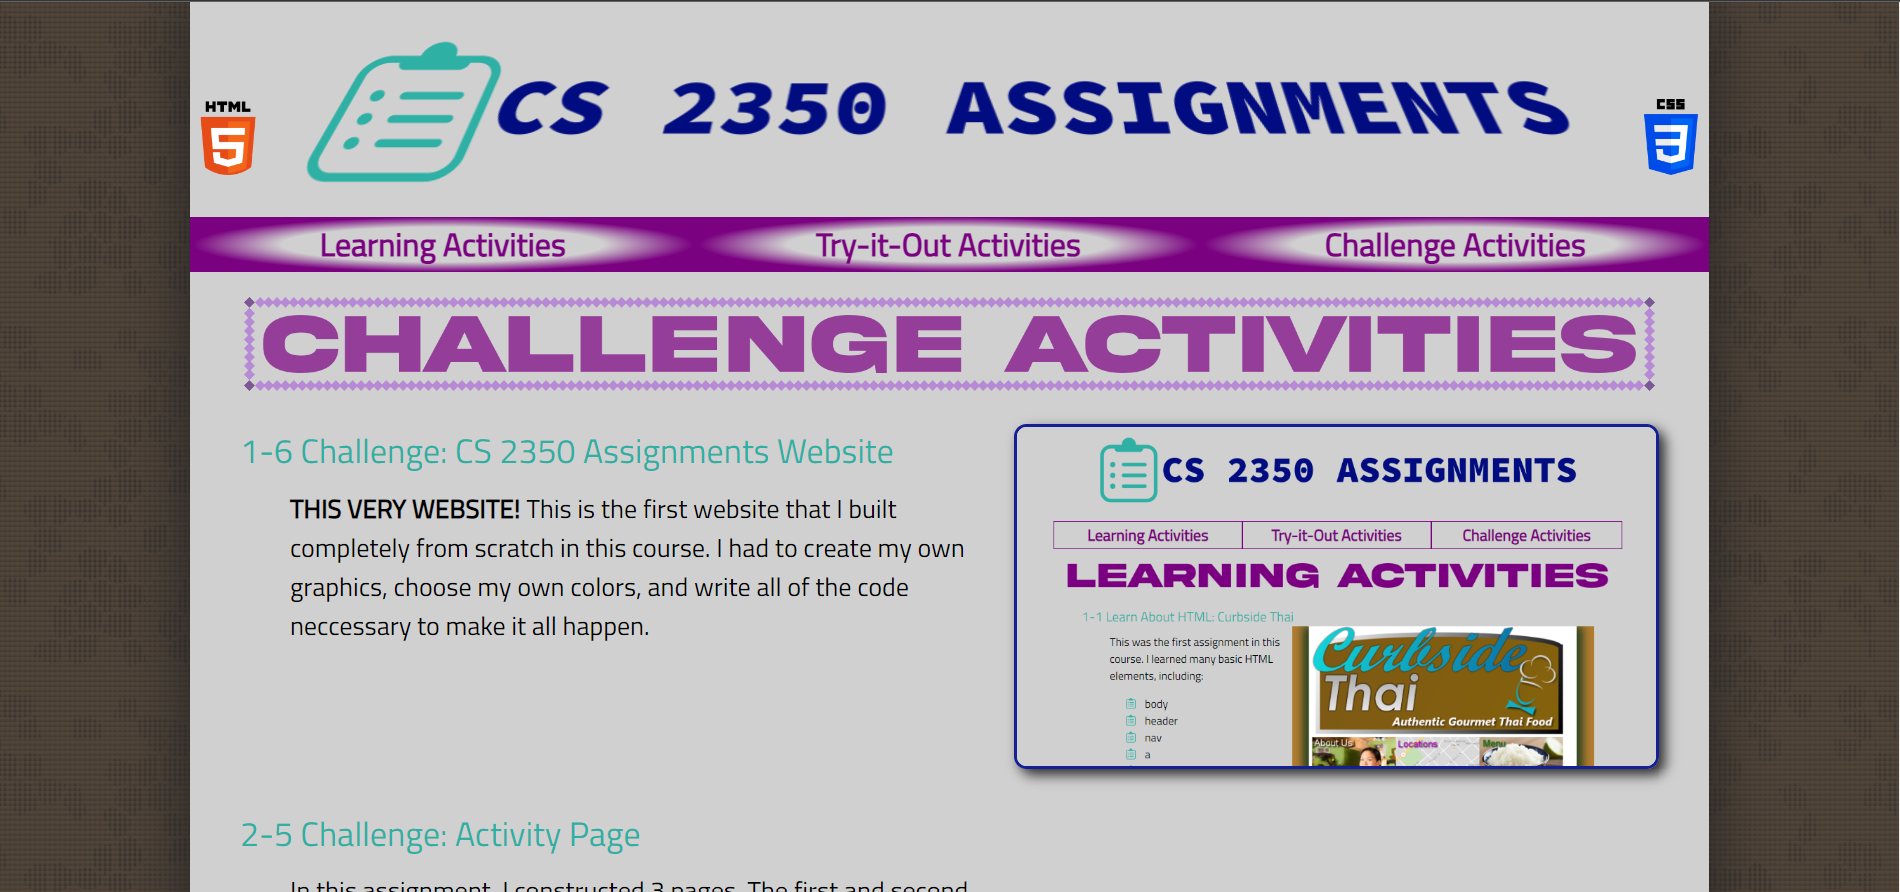 HTML
5
CS 2350 ASSIGNMENTS
CSS
3
Learning Activities
Try-it-Out Activities
Challenge Activities
CHALLENGE ACTIVITIES
1-6 Challenge: CS 2350 Assignments Website
THIS VERY WEBSITE! This is the first website that I built
completely from scratch in this course. I had to create my own
graphics, choose my own colors, and write all of the code
neccessary to make it all happen.
CS 2350 ASSIGNMENTS
Learning Activities
Try-it-Out Activities
Challenge Activities
LEARNING ACTIVITIES
1-1 Learn About HTML: Curbside Thai
This was the first assignment in this
course. I learned many basic HTML
elements, including:
body
header
nav
a
Curbside
Thai
Authentic Gourmet Thai Food
About Us
Locations
Menu
2-5 Challenge: Activity Page
In this assignment, I constructed 3 pages. The first and second